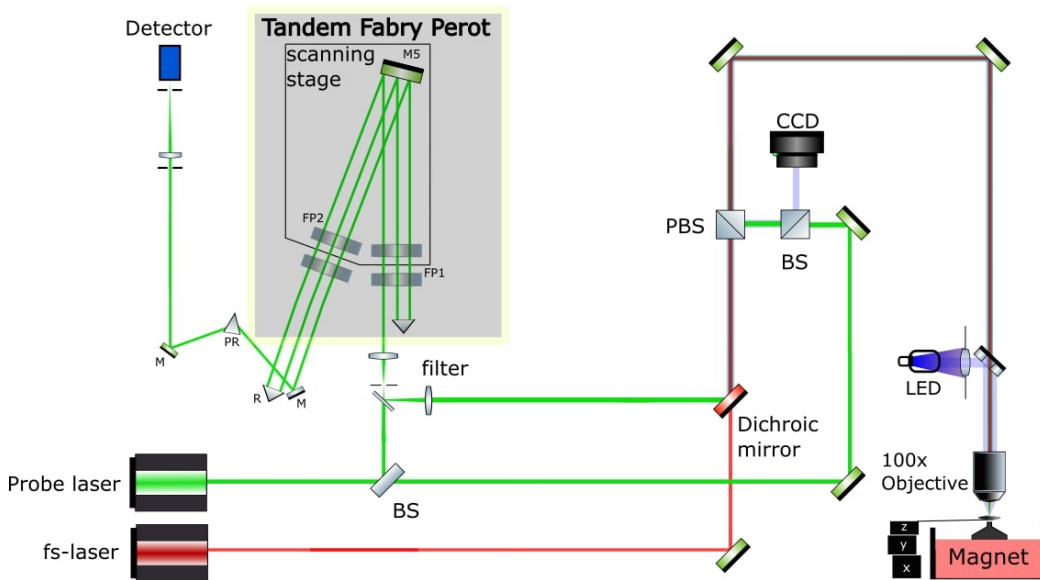 Detector
Tandem Fabry Perot
scanning
stage
M5
CCD
FP2
PBS
BS
FP1
M
PR
R
M
filter
LED
Dichroic
mirror
100x
Objective
Probe laser
BS
z
y
x
Magnet
fs-laser